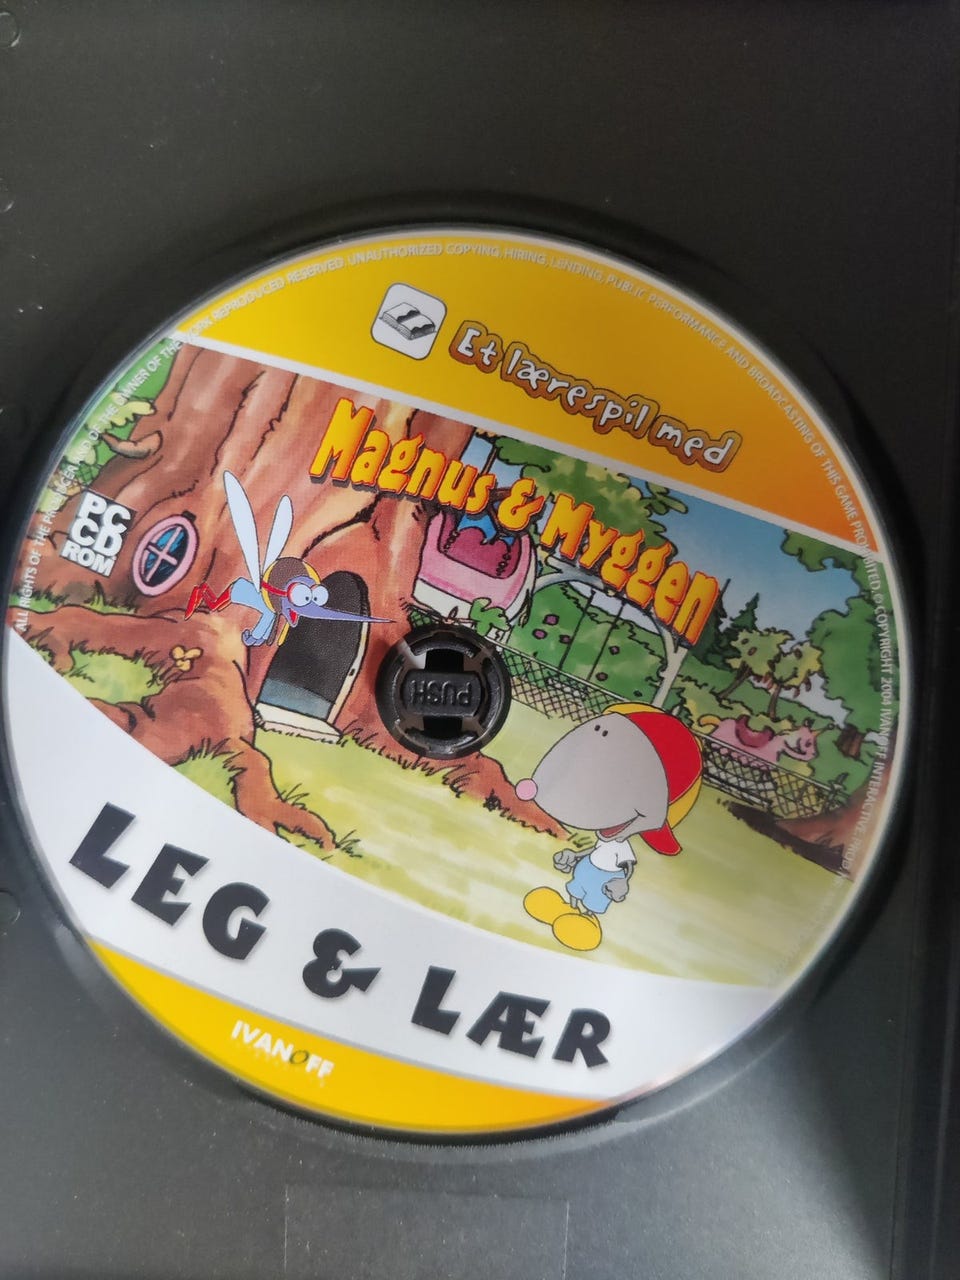 ALL RIGHTS OF THE PRODUCER AND OF THE OWNER OF THE WORK REPRODUCED RESERVED. UNAUTHORIZED COPYING, HIRING, LENDING, PUBLIC PERFORMANCE AND BROADCASTING OF THIS GAME PROHIBITED. © COPYRIGHT 2004 IVANOFF INTERACTIVE
Et lærespil med
Magnus & Myggen
PC
CD
ROM
PUSH
LEG & LÆR
IVANOFF